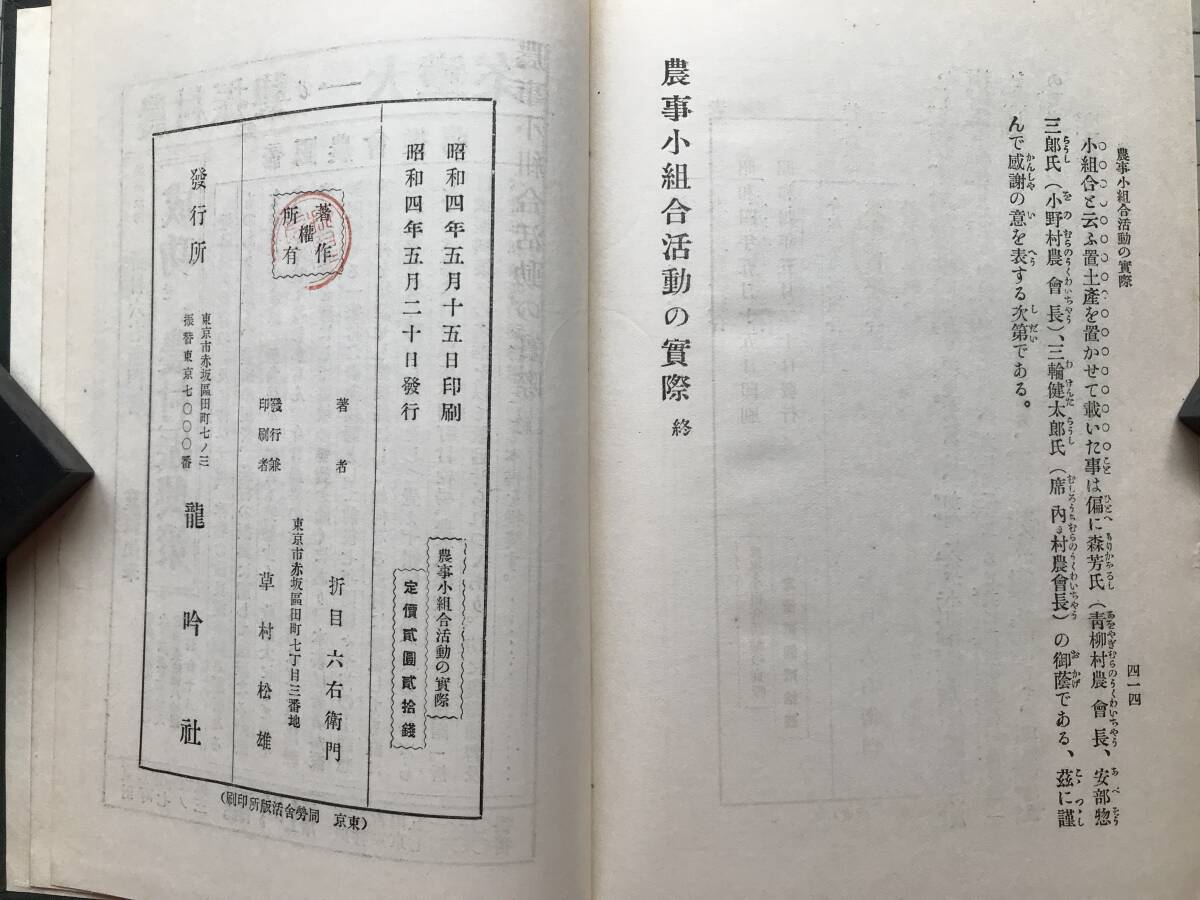 農事小組合活動の實際
四一四
小組合と云ふ置土產を置かせて載いた事は偏に森芳氏（靑柳村農會長、安部惣
三郎氏（小野村農會長）、三輪健太郎氏（席內村農會長）の御蔭である、茲に謹
んで感謝の意を表する次第である。
農事小組合活動の實際 終
昭和四年五月十五日印刷
昭和四年五月二十日發行
農事小組合活動の實際
定價貳圓貳拾錢
著作
權
所有
著者 折目六右衛門
東京市赤坂區田町七丁目三番地
發行兼
印刷者 草村松雄
東京市赤坂區田町七ノ三
振替東京七〇〇〇番
發行所 龍吟社
（東京 同勞舍活版所印刷）